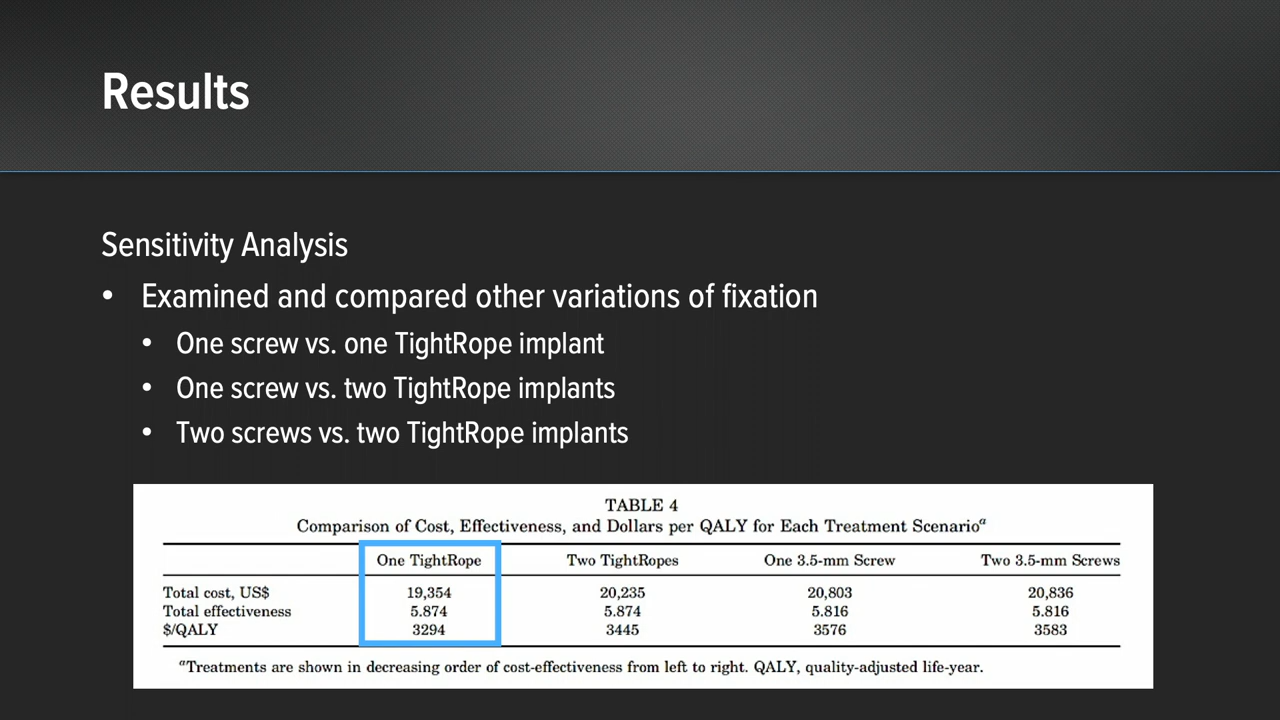 Results
Sensitivity Analysis
• Examined and compared other variations of fixation
• One screw vs. one TightRope implant
• One screw vs. two TightRope implants
• Two screws vs. two TightRope implants
TABLE 4
Comparison of Cost, Effectiveness, and Dollars per QALY for Each Treatment Scenarioᵃ
One TightRope Two TightRopes One 3.5-mm Screw Two 3.5-mm Screws
Total cost, US$ 19,354 20,235 20,803 20,836
Total effectiveness 5.874 5.874 5.816 5.816
$/QALY 3294 3445 3576 3583
ᵃTreatments are shown in decreasing order of cost-effectiveness from left to right. QALY, quality-adjusted life-year.